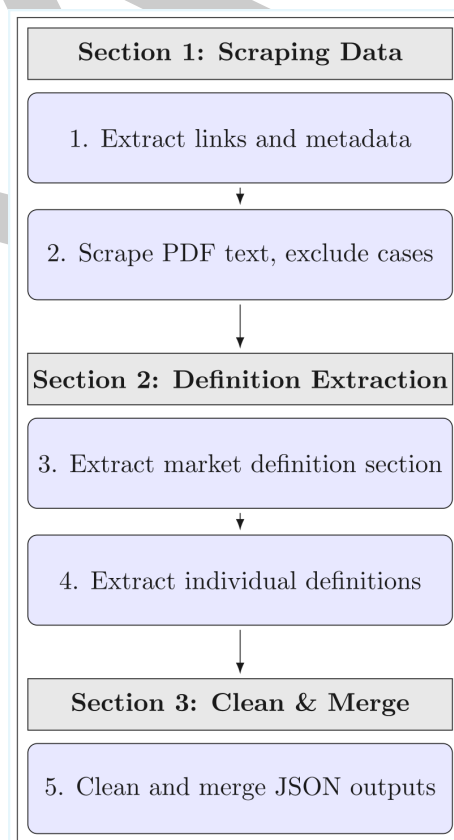 Section 1: Scraping Data
1. Extract links and metadata
2. Scrape PDF text, exclude cases
Section 2: Definition Extraction
3. Extract market definition section
4. Extract individual definitions
Section 3: Clean & Merge
5. Clean and merge JSON outputs